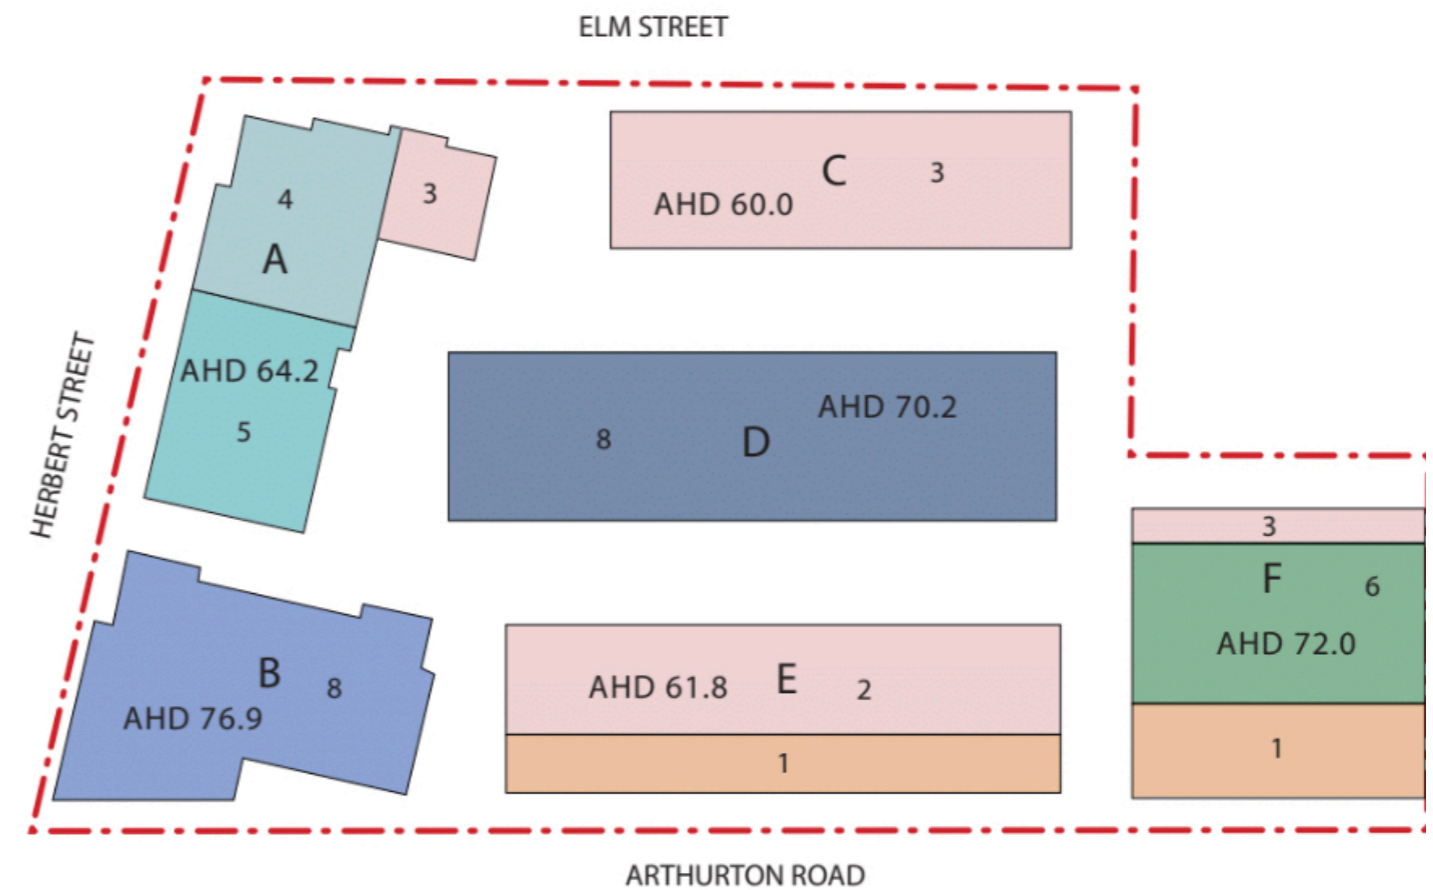 ELM STREET
C 3
AHD 60.0
4
3
A
HERBERT STREET
AHD 64.2
5
AHD 70.2
8 D
3
F 6
AHD 72.0
B 8
AHD 76.9
AHD 61.8 E 2
1
1
ARTHURTON ROAD